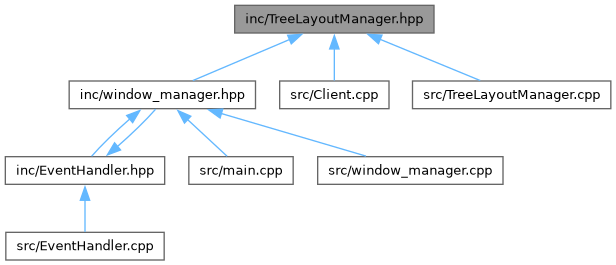 inc/TreeLayoutManager.hpp
inc/window_manager.hpp
src/Client.cpp
src/TreeLayoutManager.cpp
inc/EventHandler.hpp
src/main.cpp
src/window_manager.cpp
src/EventHandler.cpp